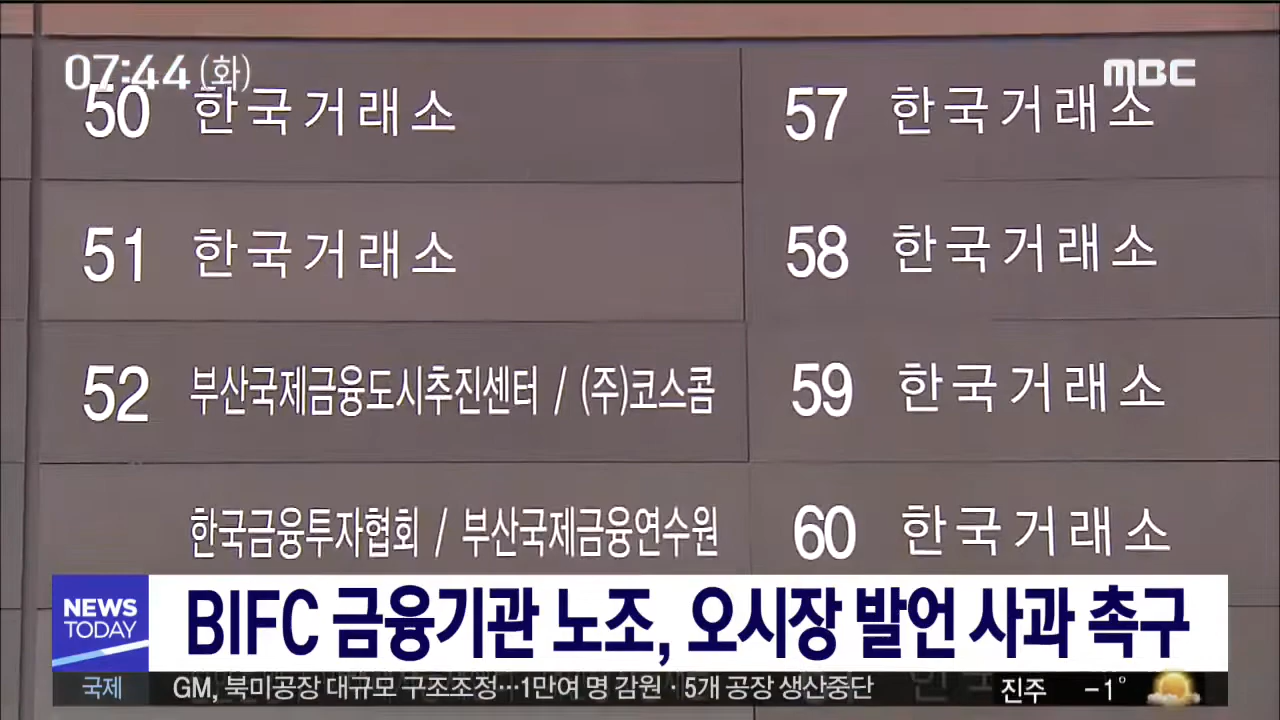 07:44 (화)
MBC
50 한국거래소
57 한국거래소
51 한국거래소
58 한국거래소
52 부산국제금융도시추진센터 / (주)코스콤
59 한국거래소
한국금융투자협회 / 부산국제금융연수원
60 한국거래소
NEWS
TODAY
BIFC 금융기관 노조, 오시장 발언 사과 촉구
국제 GM, 북미공장 대규모 구조조정…1만여 명 감원·5개 공장 생산중단
진주 -1°